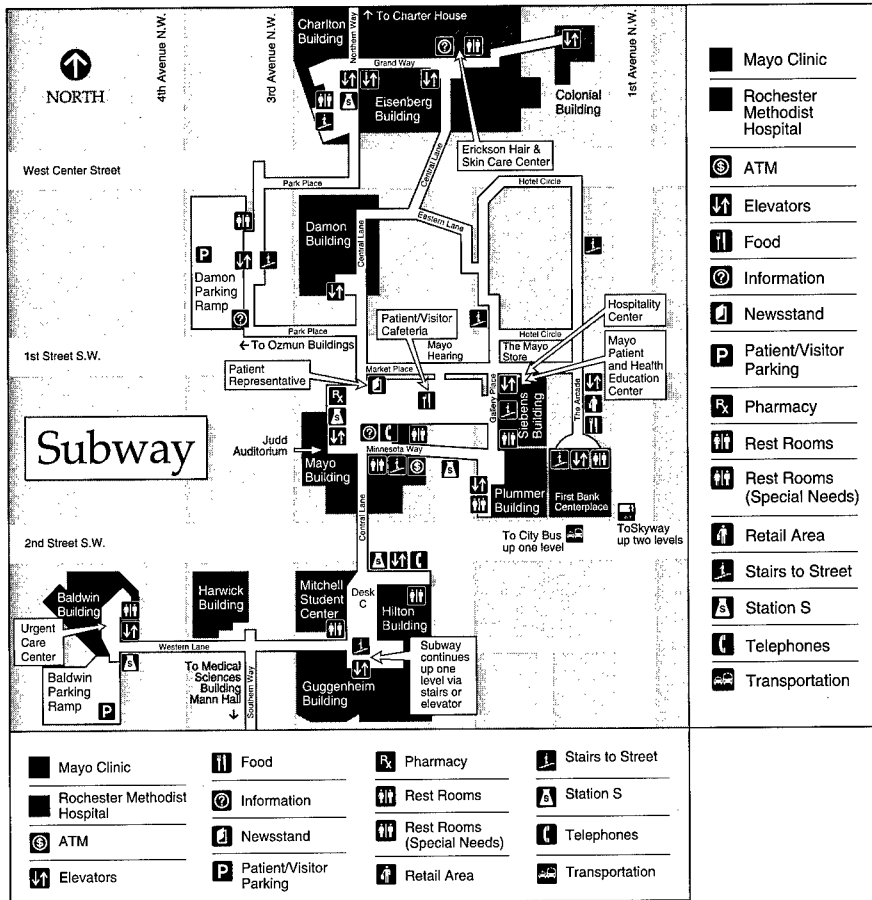 4th Avenue N.W.
3rd Avenue N.W.
1st Avenue N.W.
NORTH
Charlton
Building
Northern Way
↑ To Charter House
Grand Way
Eisenberg
Building
Colonial
Building
Erickson Hair &
Skin Care Center
West Center Street
Park Place
Central Lane
Hotel Circle
Eastern Lane
Damon
Building
Central Lane
P
Damon
Parking
Ramp
Park Place
← To Ozmun Buildings
Patient/Visitor
Cafeteria
Mayo
Hearing
Hotel Circle
The Mayo
Store
Hospitality
Center
1st Street S.W.
Patient
Representative
Market Place
Mayo
Patient
and Health
Education
Center
Gallery Place
Siebens
Building
The Arcade
Rx
S
Subway
Judd
Auditorium
Mayo
Building
Minnesota Way
S
Plummer
Building
First Bank
Centerplace
To City Bus
up one level
ToSkyway
up two levels
Central Lane
2nd Street S.W.
Baldwin
Building
Harwick
Building
Mitchell
Student
Center
Desk
C
Hilton
Building
Urgent
Care
Center
Western Lane
Baldwin
Parking
Ramp
P
To Medical
Sciences
Building
Mann Hall
↓
Southern Way
Guggenheim
Building
Subway
continues
up one
level via
stairs or
elevator
Mayo Clinic
Rochester
Methodist
Hospital
ATM
Elevators
Food
Information
Newsstand
P Patient/Visitor
Parking
Rx Pharmacy
Rest Rooms
Rest Rooms
(Special Needs)
Retail Area
Stairs to Street
S Station S
Telephones
Transportation
Mayo Clinic
Rochester Methodist
Hospital
$ ATM
Elevators
Food
? Information
Newsstand
P Patient/Visitor
Parking
Rx Pharmacy
Rest Rooms
Rest Rooms
(Special Needs)
Retail Area
Stairs to Street
S Station S
Telephones
Transportation